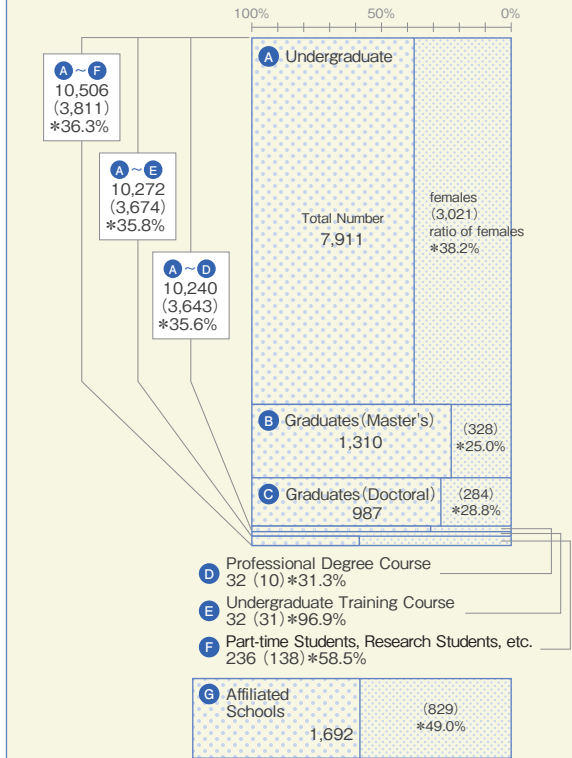 100% 50% 0%
A～F
10,506
(3,811)
*36.3%
A～E
10,272
(3,674)
*35.8%
A～D
10,240
(3,643)
*35.6%
A Undergraduate
Total Number
7,911
females
(3,021)
ratio of females
*38.2%
B Graduates(Master's)
1,310
(328)
*25.0%
C Graduates(Doctoral)
987
(284)
*28.8%
D Professional Degree Course
32 (10)*31.3%
E Undergraduate Training Course
32 (31)*96.9%
F Part-time Students, Research Students, etc.
236 (138)*58.5%
G Affiliated
Schools
1,692
(829)
*49.0%